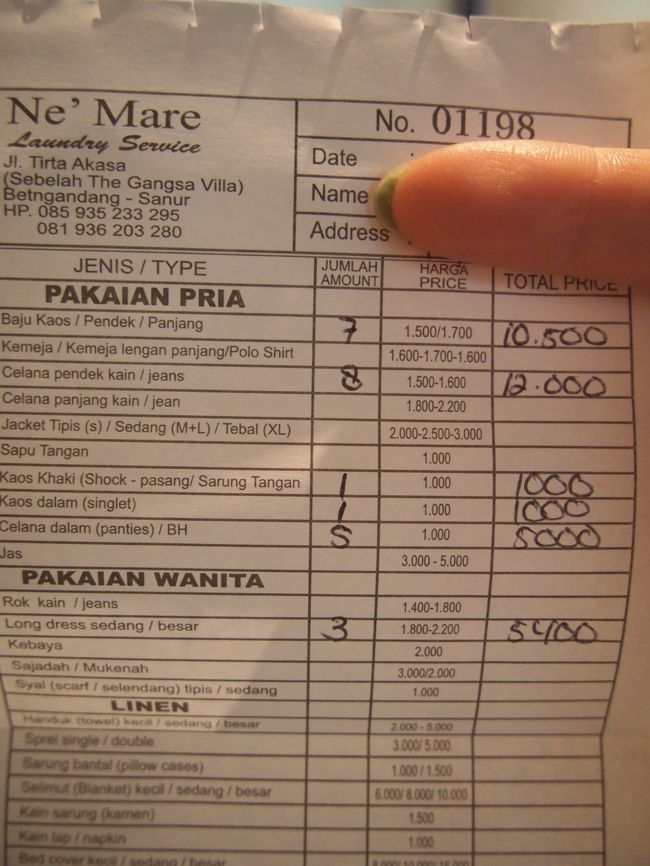 Ne' Mare
Laundry Service
Jl. Tirta Akasa
(Sebelah The Gangsa Villa)
Betngandang - Sanur
HP. 085 935 233 295
081 936 203 280
No. 01198
Date :
Name
Address :
JENIS / TYPE JUMLAH AMOUNT HARGA PRICE TOTAL PRICE
PAKAIAN PRIA
Baju Kaos / Pendek / Panjang 7 1.500/1.700 10.500
Kemeja / Kemeja lengan panjang/Polo Shirt 1.600-1.700-1.600
Celana pendek kain / jeans 8 1.500-1.600 12.000
Celana panjang kain / jean 1.800-2.200
Jacket Tipis (s) / Sedang (M+L) / Tebal (XL) 2.000-2.500-3.000
Sapu Tangan 1.000
Kaos Khaki (Shock - pasang/ Sarung Tangan 1 1.000 1000
Kaos dalam (singlet) 1 1.000 1000
Celana dalam (panties) / BH 5 1.000 5000
Jas 3.000 - 5.000
PAKAIAN WANITA
Rok kain / jeans 1.400-1.800
Long dress sedang / besar 3 1.800-2.200 5400
Kebaya 2.000
Sajadah / Mukenah 3.000/2.000
Syal (scarf / selendang) tipis / sedang 1.000
LINEN
Handuk (towel) kecil / sedang / besar 2.000 - 5.000
Sprei single / double 3.000/ 5.000
Sarung bantal (pillow cases) 1.000 / 1.500
Selimut (Blanket) kecil / sedang / besar 6.000/ 8.000/ 10.000
Kain sarung (kamen) 1.500
Kain lap / napkin 1.000
Bed cover kecil / sedang / besar